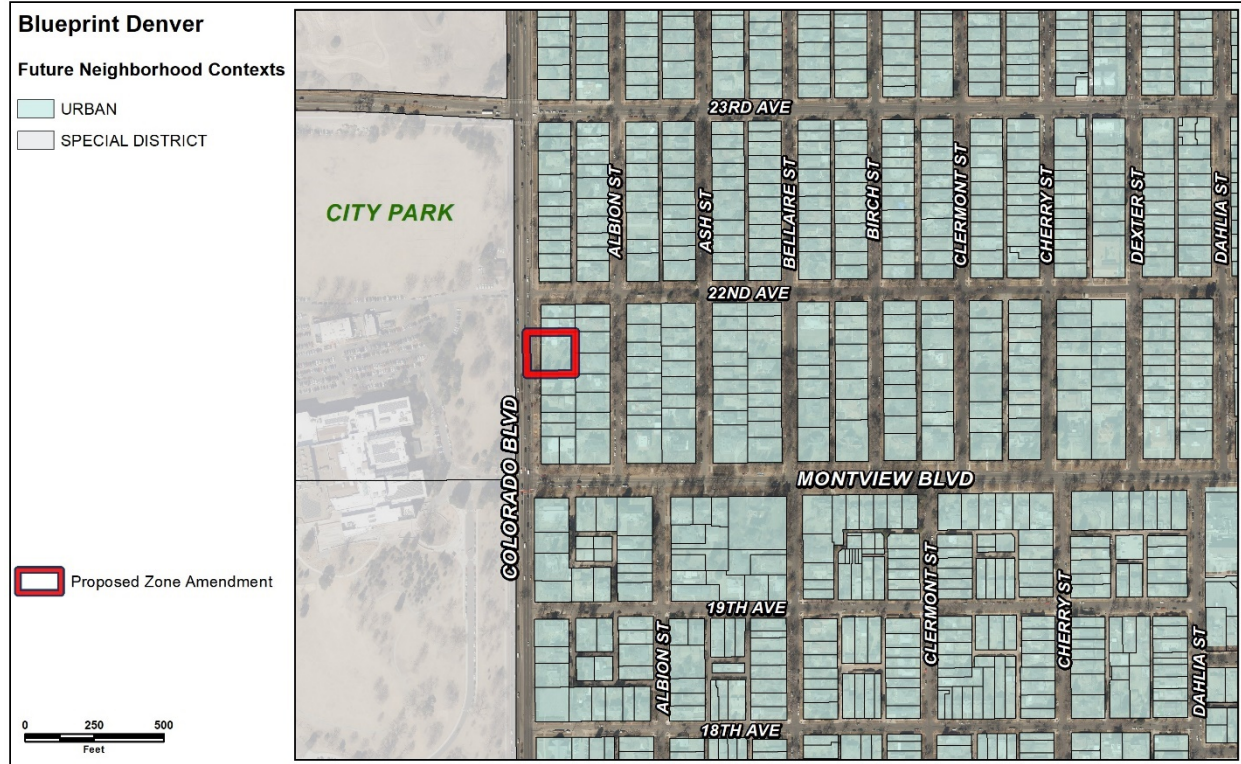 Blueprint Denver
Future Neighborhood Contexts
URBAN
SPECIAL DISTRICT
Proposed Zone Amendment
0 250 500
Feet
23RD AVE
CITY PARK
ALBION ST
ASH ST
BELLAIRE ST
BIRCH ST
CLERMONT ST
CHERRY ST
DEXTER ST
DAHLIA ST
22ND AVE
COLORADO BLVD
MONTVIEW BLVD
CLERMONT ST
CHERRY ST
19TH AVE
ALBION ST
DAHLIA ST
18TH AVE